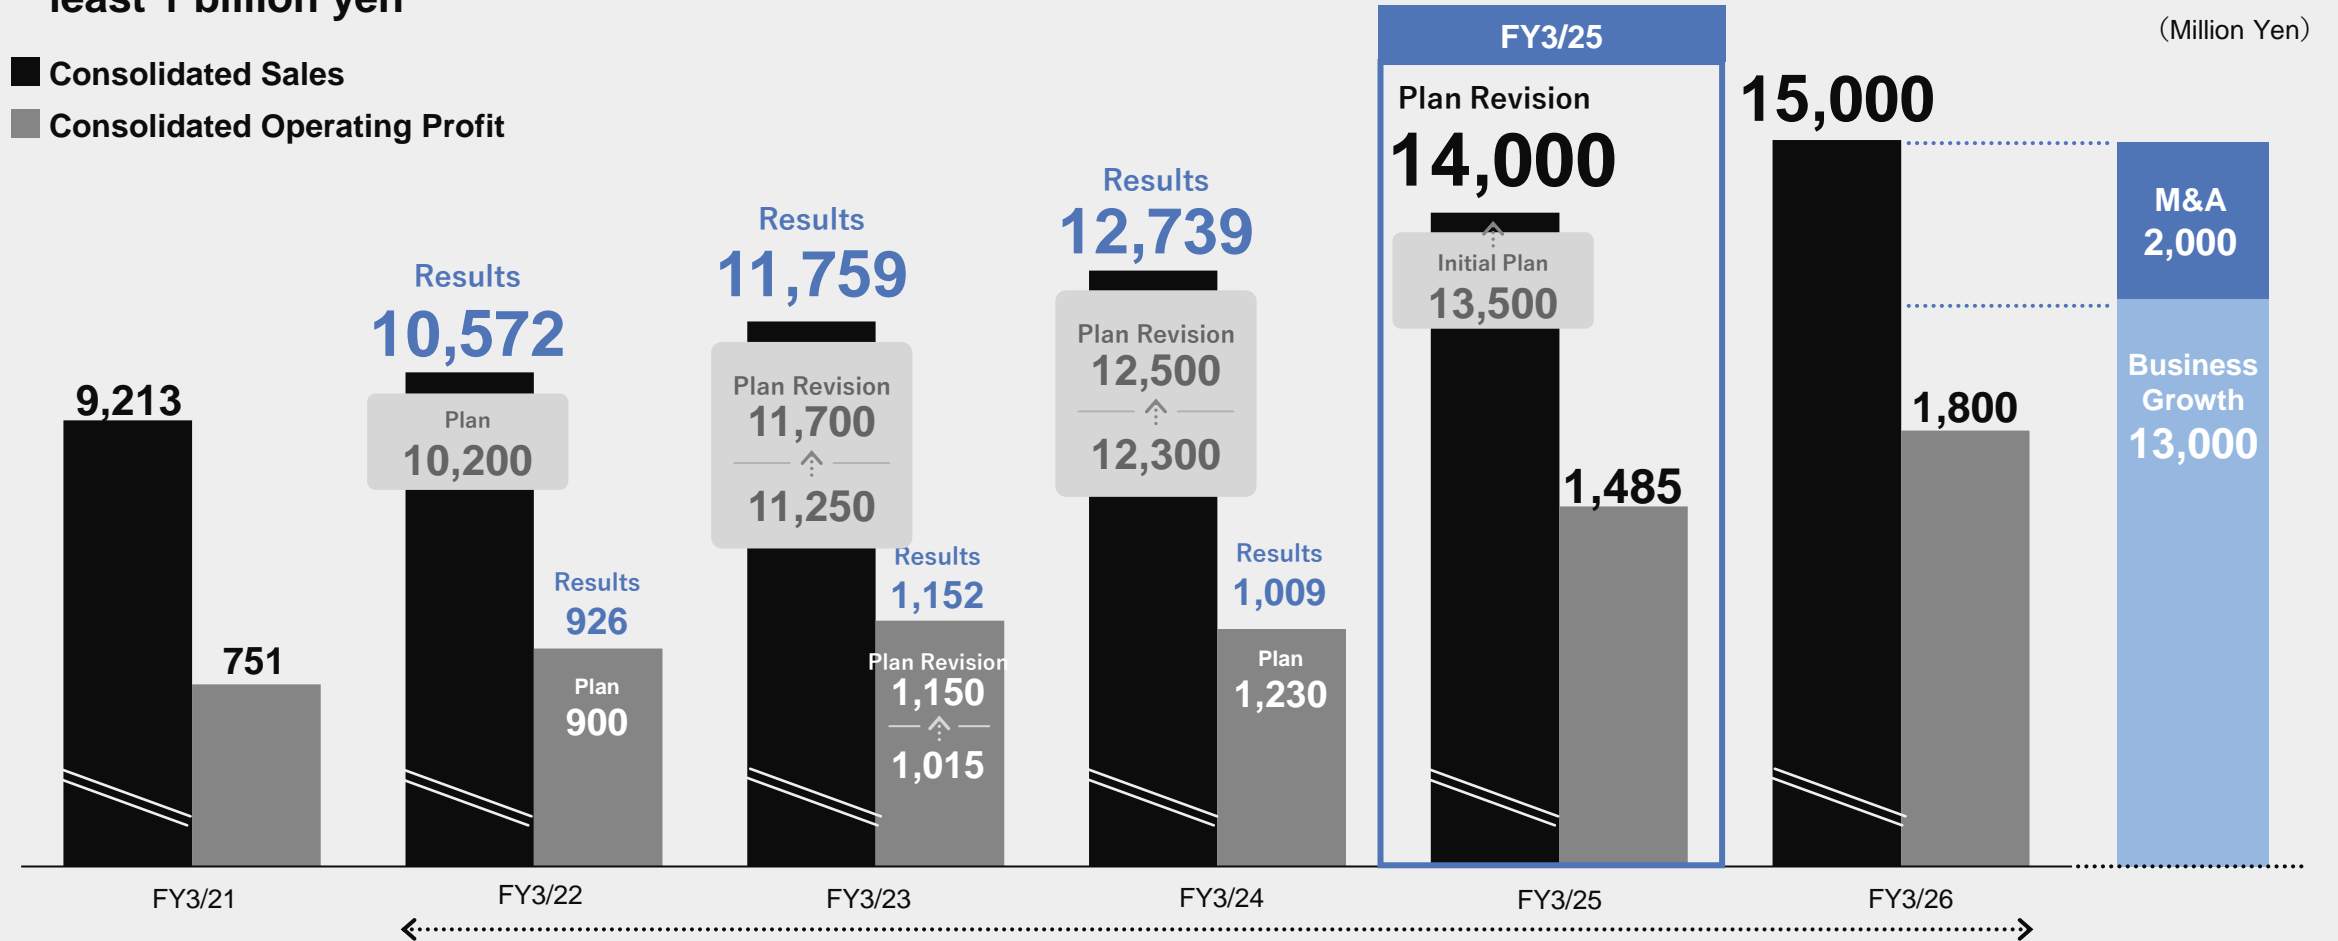 least 1 billion yen
Consolidated Sales
Consolidated Operating Profit
(Million Yen)
9,213
751
FY3/21
Results
10,572
Plan
10,200
Results
926
Plan
900
FY3/22
Results
11,759
Plan Revision
11,700
11,250
Results
1,152
Plan Revision
1,150
1,015
FY3/23
Results
12,739
Plan Revision
12,500
12,300
Results
1,009
Plan
1,230
FY3/24
FY3/25
Plan Revision
14,000
Initial Plan
13,500
1,485
FY3/25
15,000
1,800
FY3/26
M&A
2,000
Business
Growth
13,000